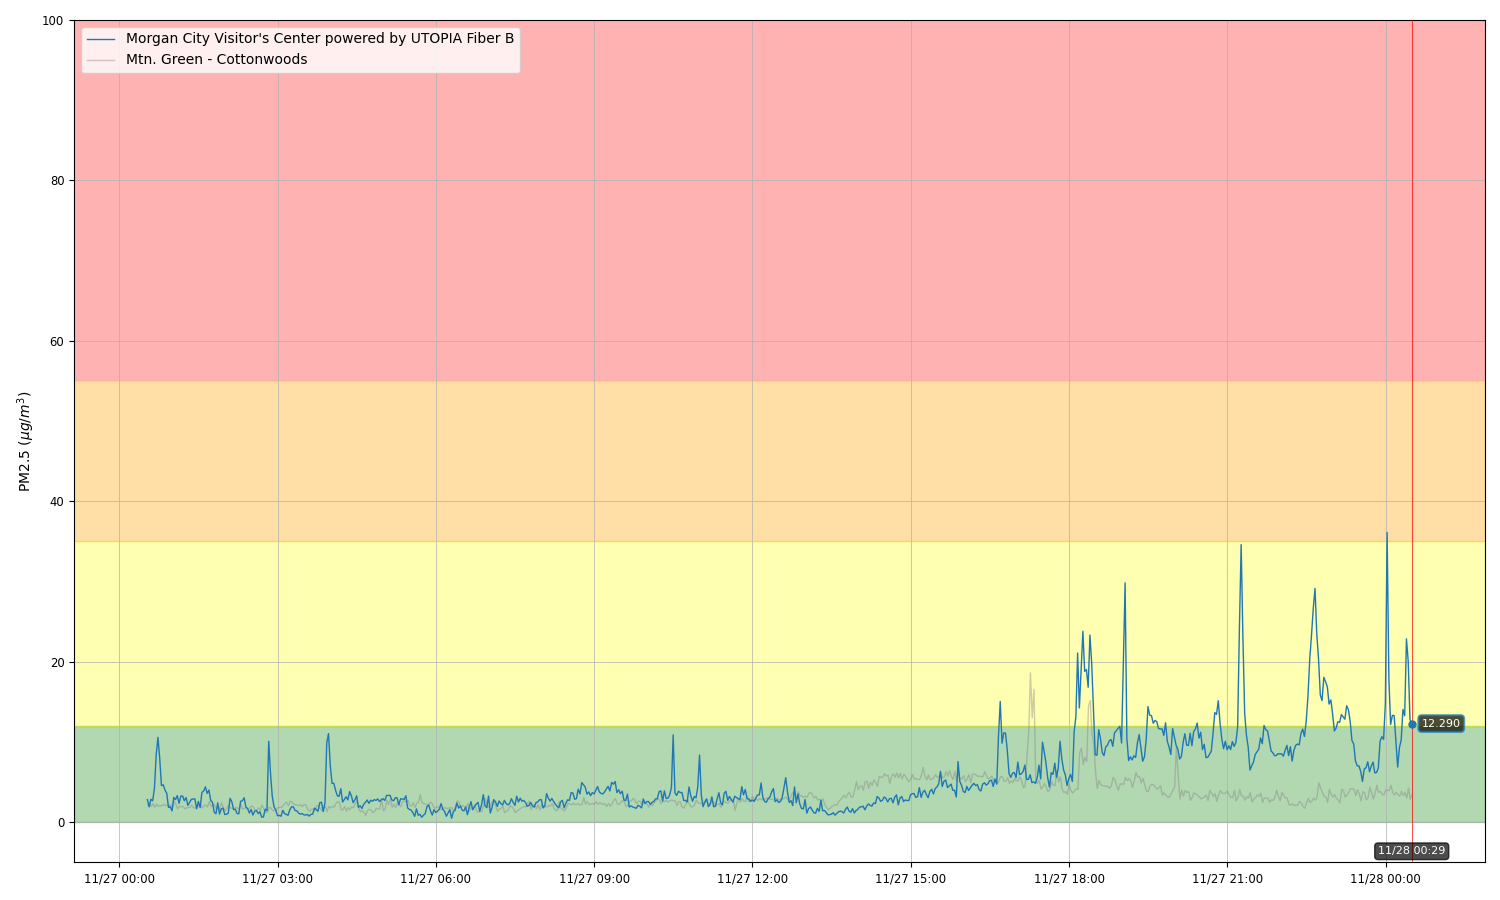 100
80
60
40
20
0
PM2.5 (μg/m³)
Morgan City Visitor's Center powered by UTOPIA Fiber B
Mtn. Green - Cottonwoods
12.290
11/28 00:29
11/27 00:00 11/27 03:00 11/27 06:00 11/27 09:00 11/27 12:00 11/27 15:00 11/27 18:00 11/27 21:00 11/28 00:00